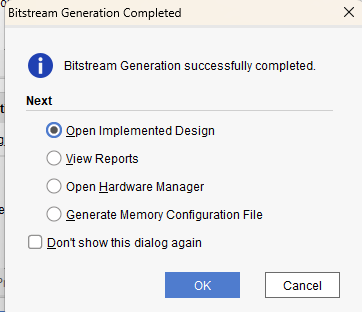 Bitstream Generation Completed
Bitstream Generation successfully completed.
Next
Open Implemented Design
View Reports
Open Hardware Manager
Generate Memory Configuration File
Don't show this dialog again
OK
Cancel